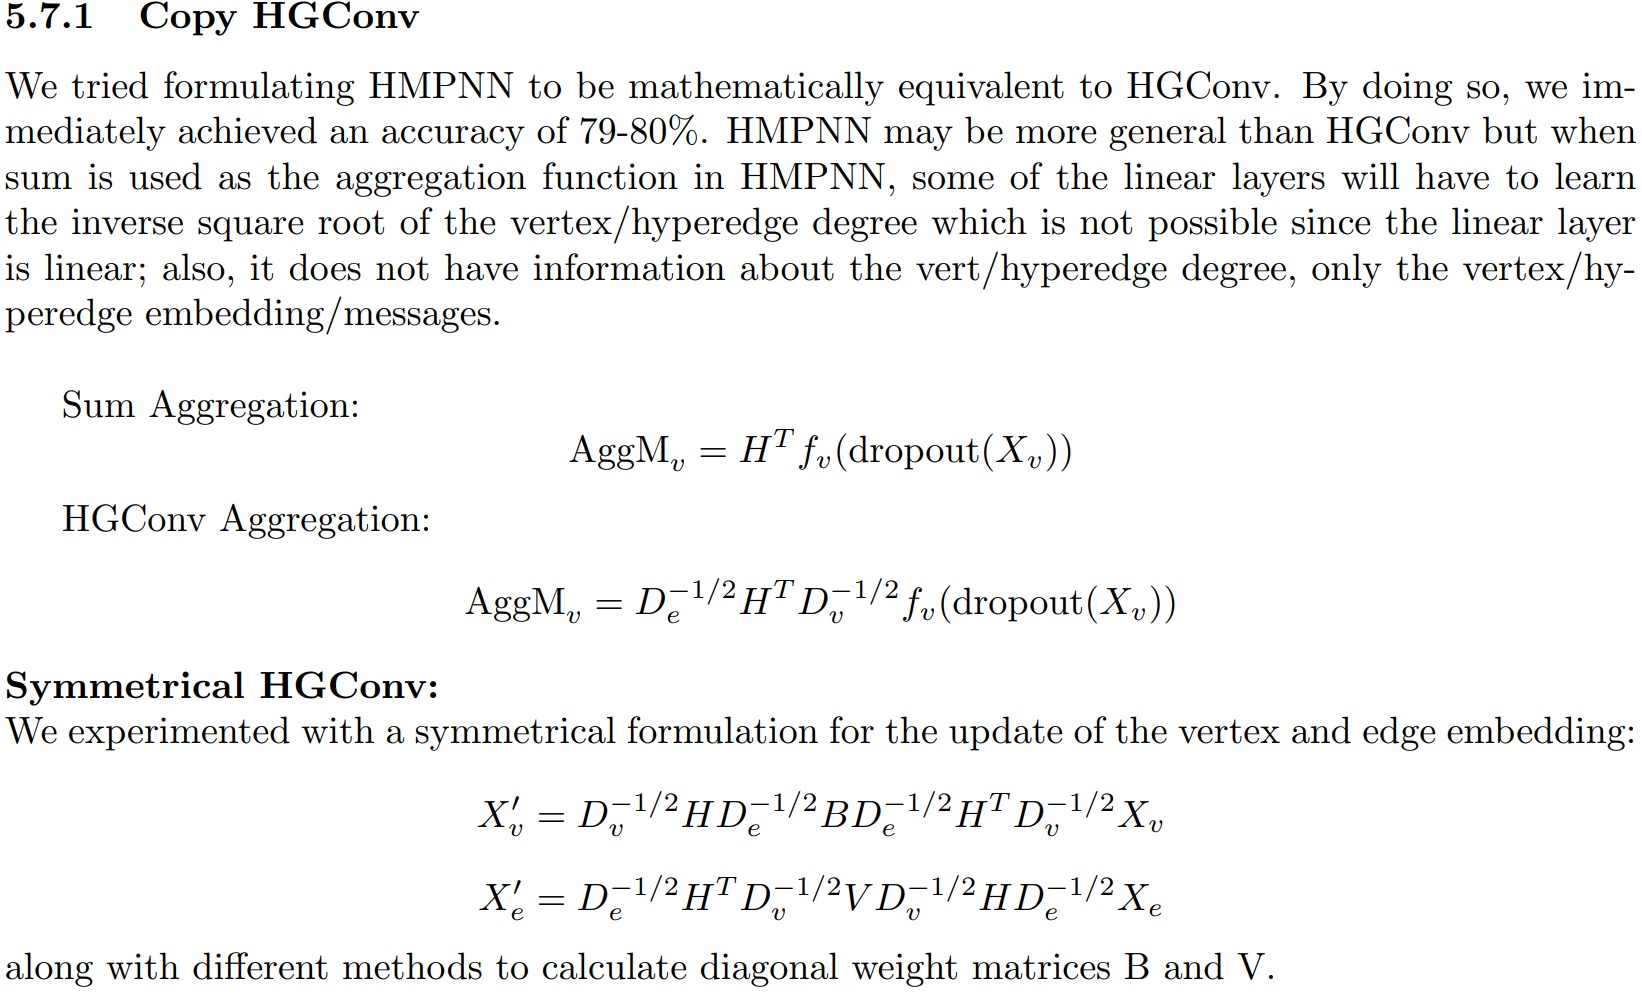 5.7.1 Copy HGConv
We tried formulating HMPNN to be mathematically equivalent to HGConv. By doing so, we im-
mediately achieved an accuracy of 79-80%. HMPNN may be more general than HGConv but when
sum is used as the aggregation function in HMPNN, some of the linear layers will have to learn
the inverse square root of the vertex/hyperedge degree which is not possible since the linear layer
is linear; also, it does not have information about the vert/hyperedge degree, only the vertex/hy-
peredge embedding/messages.
Sum Aggregation:
$\mathrm{AggM}_v = H^T f_v(\mathrm{dropout}(X_v))$
HGConv Aggregation:
$\mathrm{AggM}_v = D_e^{-1/2} H^T D_v^{-1/2} f_v(\mathrm{dropout}(X_v))$
Symmetrical HGConv:
We experimented with a symmetrical formulation for the update of the vertex and edge embedding:
$X_v' = D_v^{-1/2} H D_e^{-1/2} B D_e^{-1/2} H^T D_v^{-1/2} X_v$
$X_e' = D_e^{-1/2} H^T D_v^{-1/2} V D_v^{-1/2} H D_e^{-1/2} X_e$
along with different methods to calculate diagonal weight matrices B and V.